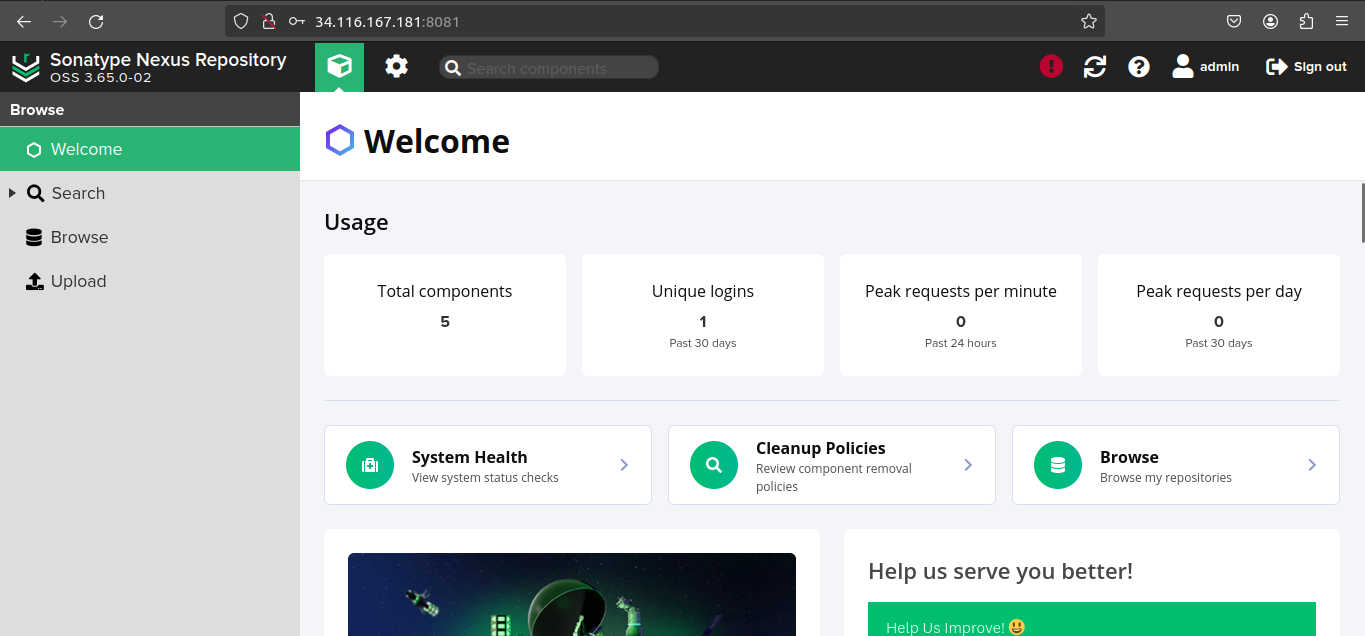 34.116.167.181:8081
Sonatype Nexus Repository
OSS 3.65.0-02
Search components
admin
Sign out
Browse
Welcome
Search
Browse
Upload
Welcome
Usage
Total components
5
Unique logins
1
Past 30 days
Peak requests per minute
0
Past 24 hours
Peak requests per day
0
Past 30 days
System Health
View system status checks
Cleanup Policies
Review component removal
policies
Browse
Browse my repositories
Help us serve you better!
Help Us Improve! 😃